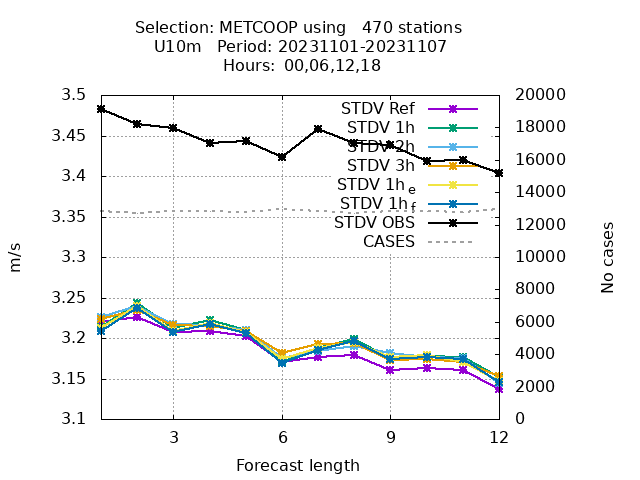 Selection: METCOOP using   470 stations
U10m   Period: 20231101-20231107
Hours: 00,06,12,18
3.5
3.45
3.4
3.35
3.3
3.25
3.2
3.15
3.1
m/s
STDV Ref
STDV 1h
STDV 2h
STDV 3h
STDV 1h e
STDV 1h f
STDV OBS
CASES
20000
18000
16000
14000
12000
10000
8000
6000
4000
2000
0
No cases
3 6 9 12
Forecast length